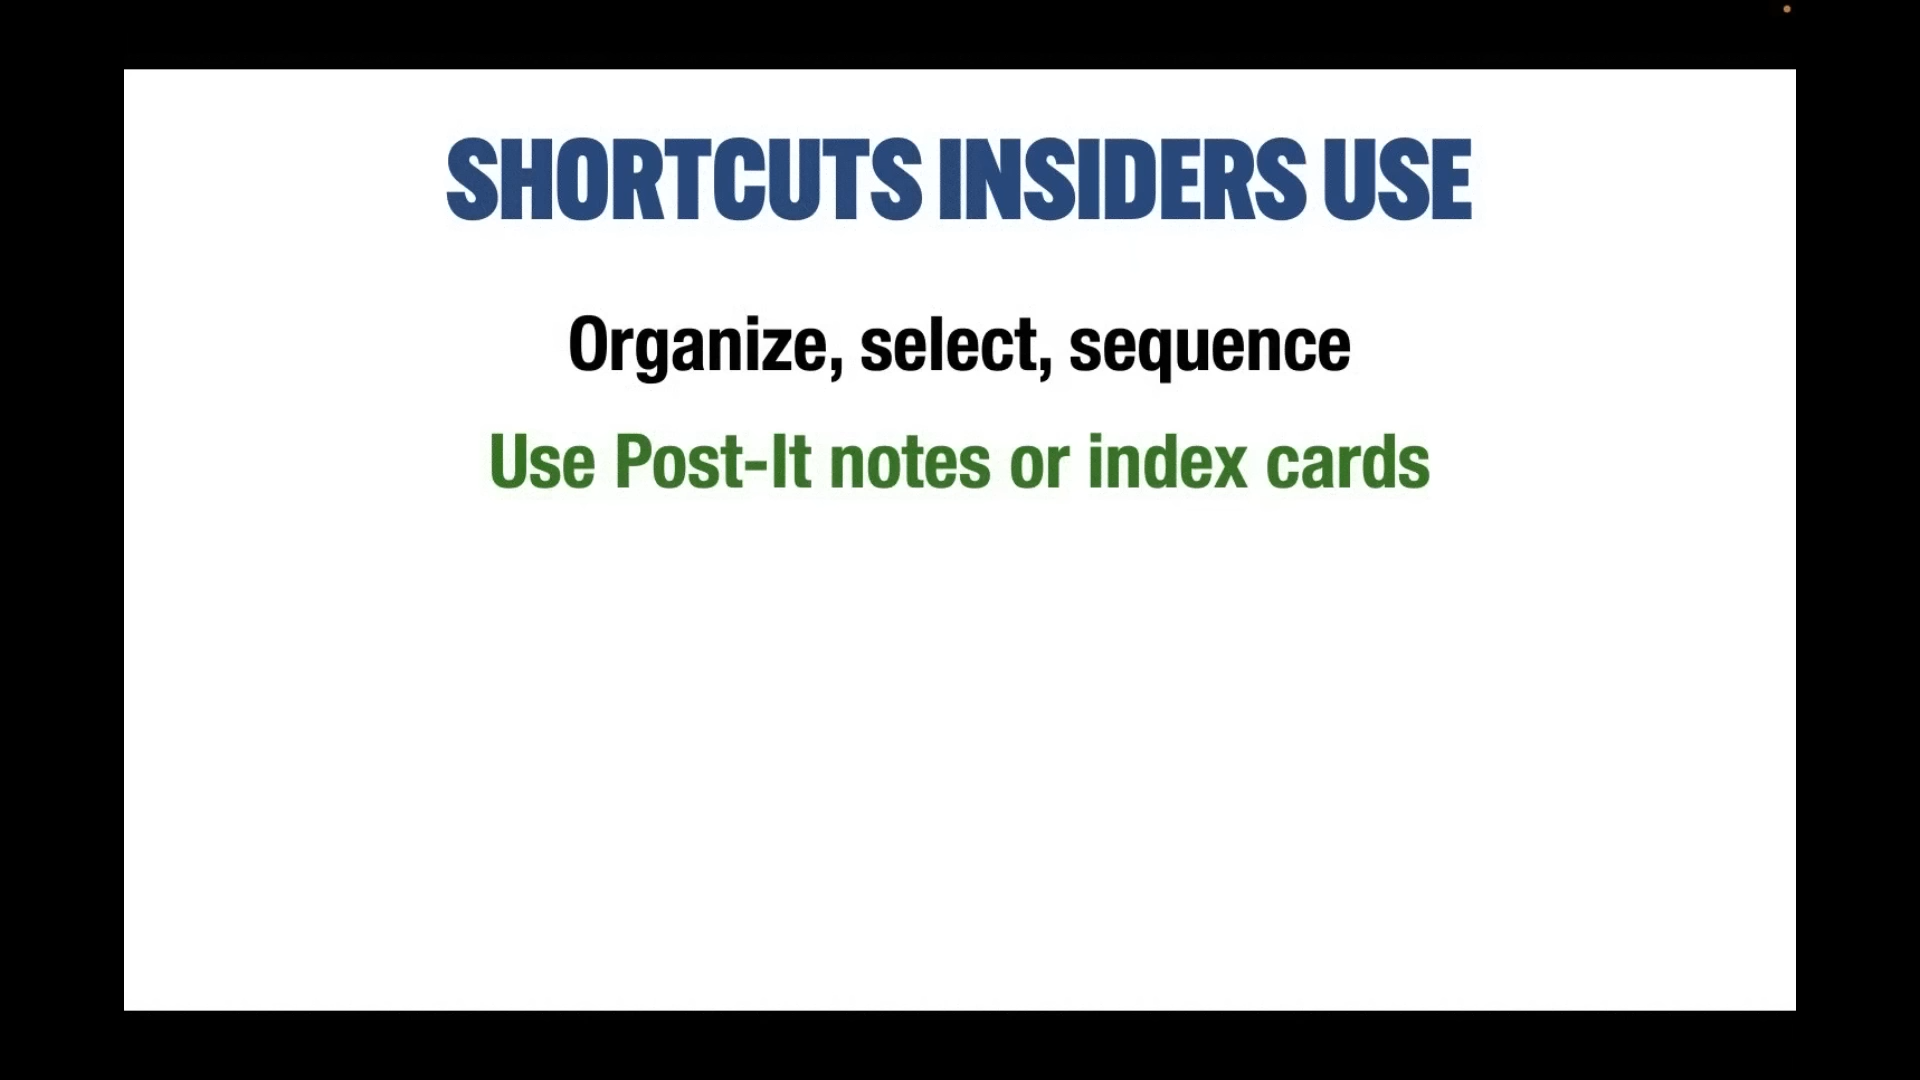 SHORTCUTS INSIDERS USE
Organize, select, sequence
Use Post-It notes or index cards